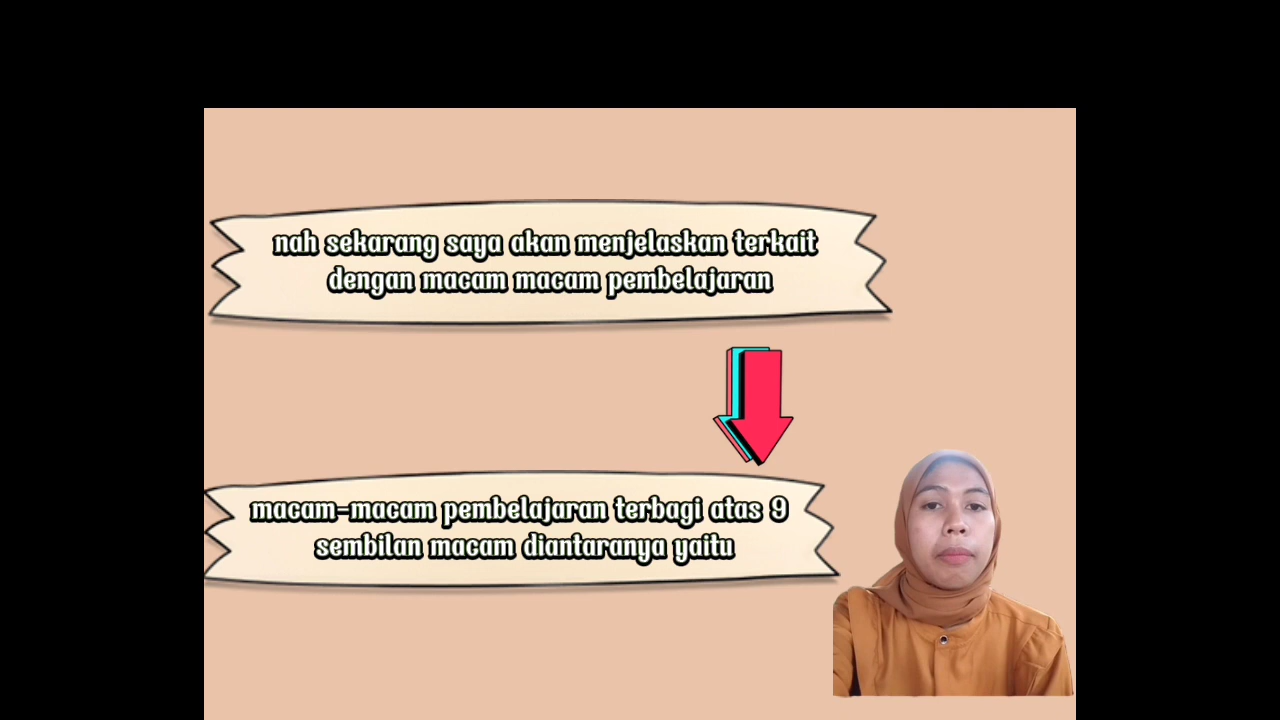 nah sekarang saya akan menjelaskan terkait
dengan macam macam pembelajaran
macam-macam pembelajaran terbagi atas 9
sembilan macam diantaranya yaitu